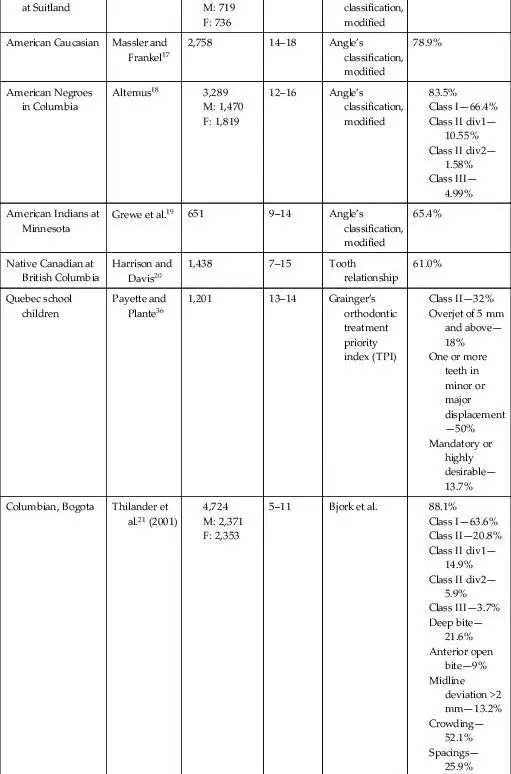 at Suitland
M: 719
F: 736
classification,
modified
American Caucasian
Massler and
Frankel17
2,758
14–18
Angle's
classification,
modified
78.9%
American Negroes
in Columbia
Altemus18
3,289
M: 1,470
F: 1,819
12–16
Angle's
classification,
modified
83.5%
Class I—66.4%
Class II div1—
10.55%
Class II div2—
1.58%
Class III—
4.99%
American Indians at
Minnesota
Grewe et al.19
651
9–14
Angle's
classification,
modified
65.4%
Native Canadian at
British Columbia
Harrison and
Davis20
1,438
7–15
Tooth
relationship
61.0%
Quebec school
children
Payette and
Plante36
1,201
13–14
Grainger's
orthodontic
treatment
priority
index (TPI)
Class II—32%
Overjet of 5 mm
and above—
18%
One or more
teeth in
minor or
major
displacement
—50%
Mandatory or
highly
desirable—
13.7%
Columbian, Bogota
Thilander et
al.21 (2001)
4,724
M: 2,371
F: 2,353
5–11
Bjork et al.
88.1%
Class I—63.6%
Class II—20.8%
Class II div1—
14.9%
Class II div2—
5.9%
Class III—3.7%
Deep bite—
21.6%
Anterior open
bite—9%
Midline
deviation >2
mm—13.2%
Crowding—
52.1%
Spacings—
25.9%